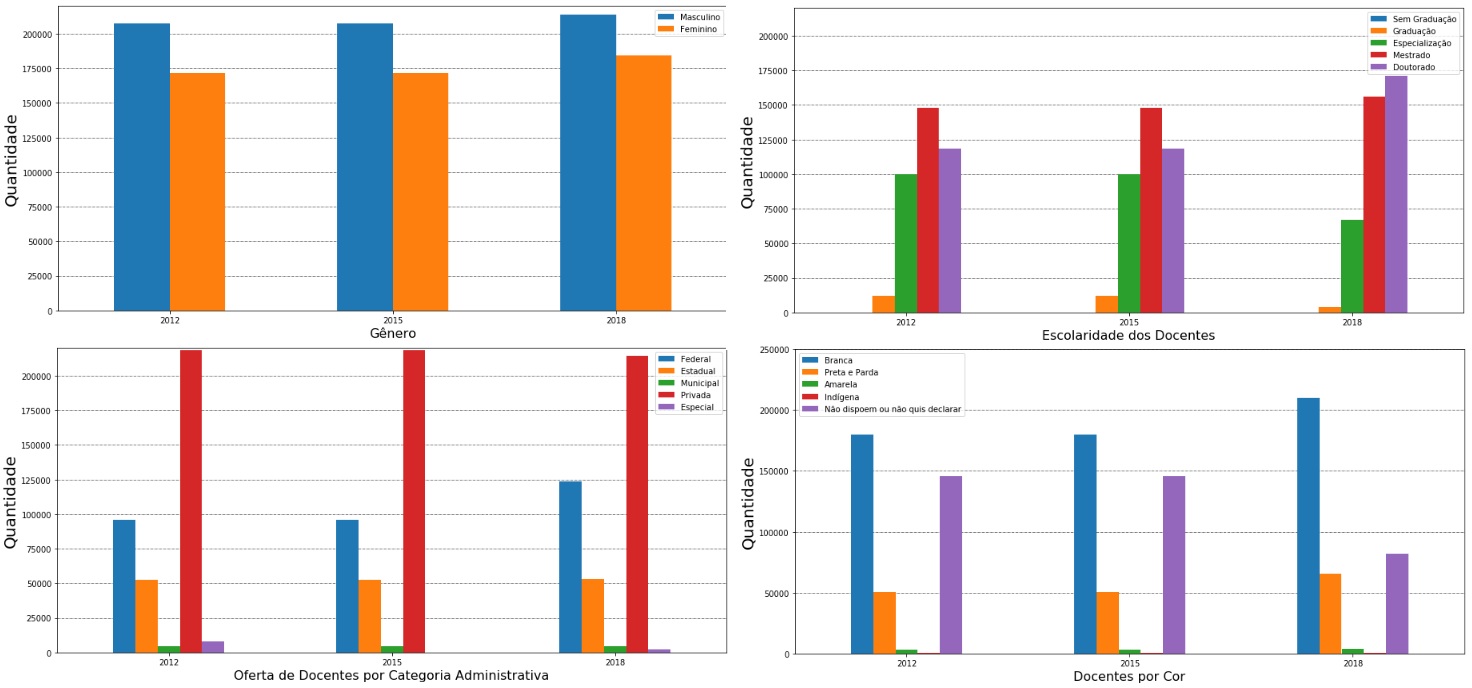 Quantidade
200000
175000
150000
125000
100000
75000
50000
25000
0
Masculino
Feminino
2012
2015
2018
Gênero
Quantidade
200000
175000
150000
125000
100000
75000
50000
25000
0
Sem Graduação
Graduação
Especialização
Mestrado
Doutorado
2012
2015
2018
Escolaridade dos Docentes
Quantidade
200000
175000
150000
125000
100000
75000
50000
25000
0
Federal
Estadual
Municipal
Privada
Especial
2012
2015
2018
Oferta de Docentes por Categoria Administrativa
Quantidade
250000
200000
150000
100000
50000
0
Branca
Preta e Parda
Amarela
Indígena
Não dispoem ou não quis declarar
2012
2015
2018
Docentes por Cor